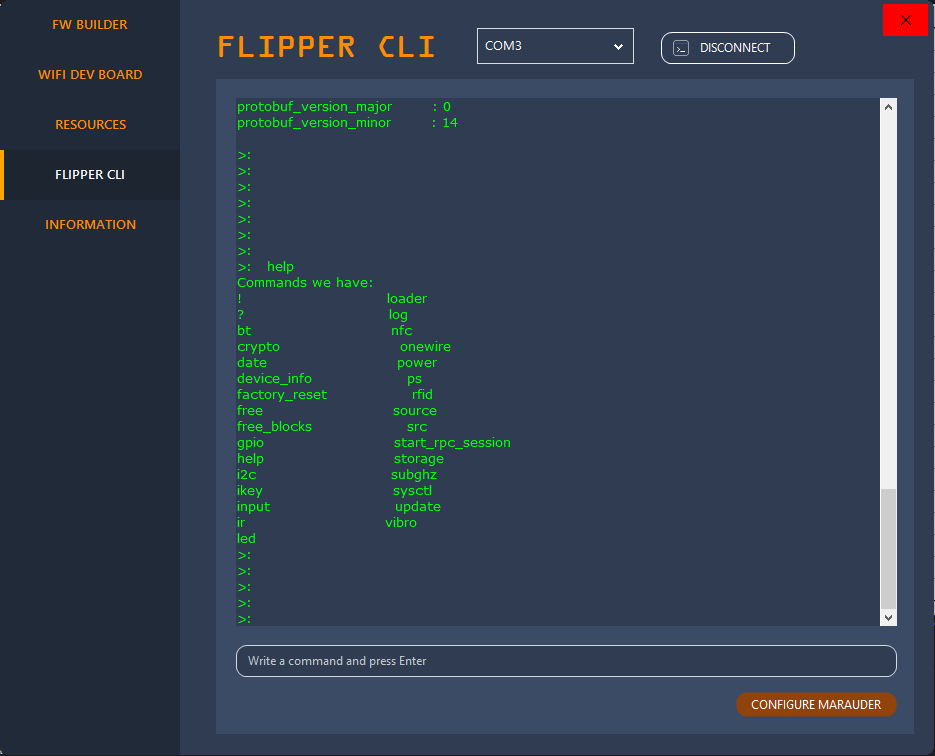 FW BUILDER
WIFI DEV BOARD
RESOURCES
FLIPPER CLI
INFORMATION
FLIPPER CLI
COM3
DISCONNECT
protobuf_version_major : 0
protobuf_version_minor : 14
>:
>:
>:
>:
>:
>:
>:
>: help
Commands we have:
! loader
? log
bt nfc
crypto onewire
date power
device_info ps
factory_reset rfid
free source
free_blocks src
gpio start_rpc_session
help storage
i2c subghz
ikey sysctl
input update
ir vibro
led
>:
>:
>:
>:
>:
Write a command and press Enter
CONFIGURE MARAUDER